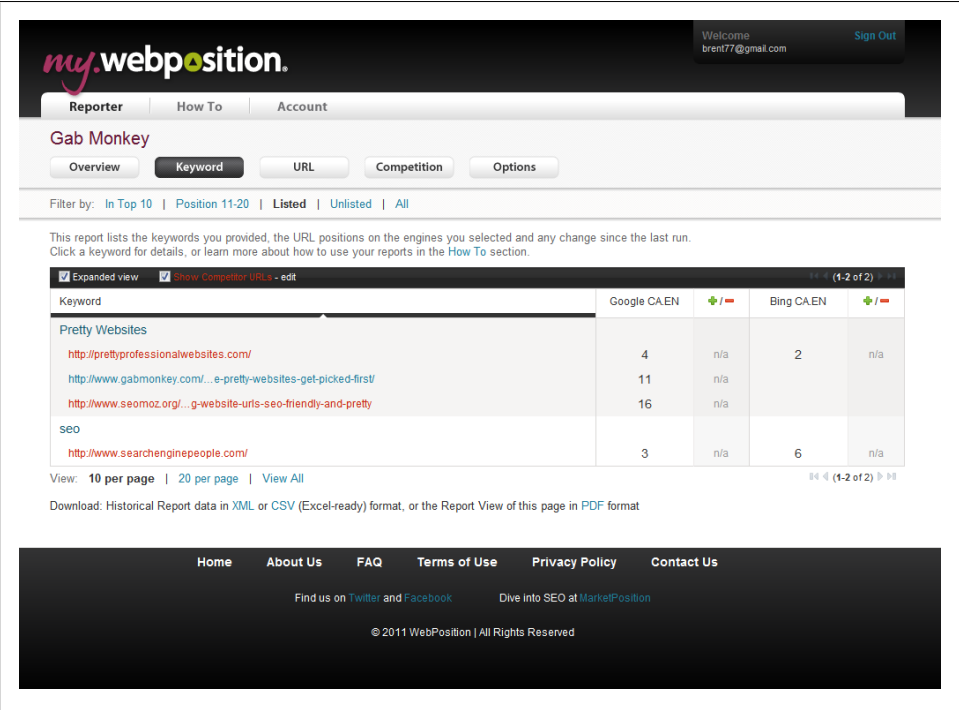 Welcome Sign Out
brent77@gmail.com
my.webposition.
Reporter How To Account
Gab Monkey
Overview Keyword URL Competition Options
Filter by: In Top 10 | Position 11-20 | Listed | Unlisted | All
This report lists the keywords you provided, the URL positions on the engines you selected and any change since the last run.
Click a keyword for details, or learn more about how to use your reports in the How To section.
Expanded view Show Competitor URLs - edit (1-2 of 2)
Keyword Google CA.EN +/- Bing CA.EN +/-
Pretty Websites
http://prettyprofessionalwebsites.com/ 4 n/a 2 n/a
http://www.gabmonkey.com/...e-pretty-websites-get-picked-first/ 11 n/a
http://www.seomoz.org/...g-website-urls-seo-friendly-and-pretty 16 n/a
seo
http://www.searchenginepeople.com/ 3 n/a 6 n/a
View: 10 per page | 20 per page | View All (1-2 of 2)
Download: Historical Report data in XML or CSV (Excel-ready) format, or the Report View of this page in PDF format
Home About Us FAQ Terms of Use Privacy Policy Contact Us
Find us on Twitter and Facebook Dive into SEO at MarketPosition
© 2011 WebPosition | All Rights Reserved